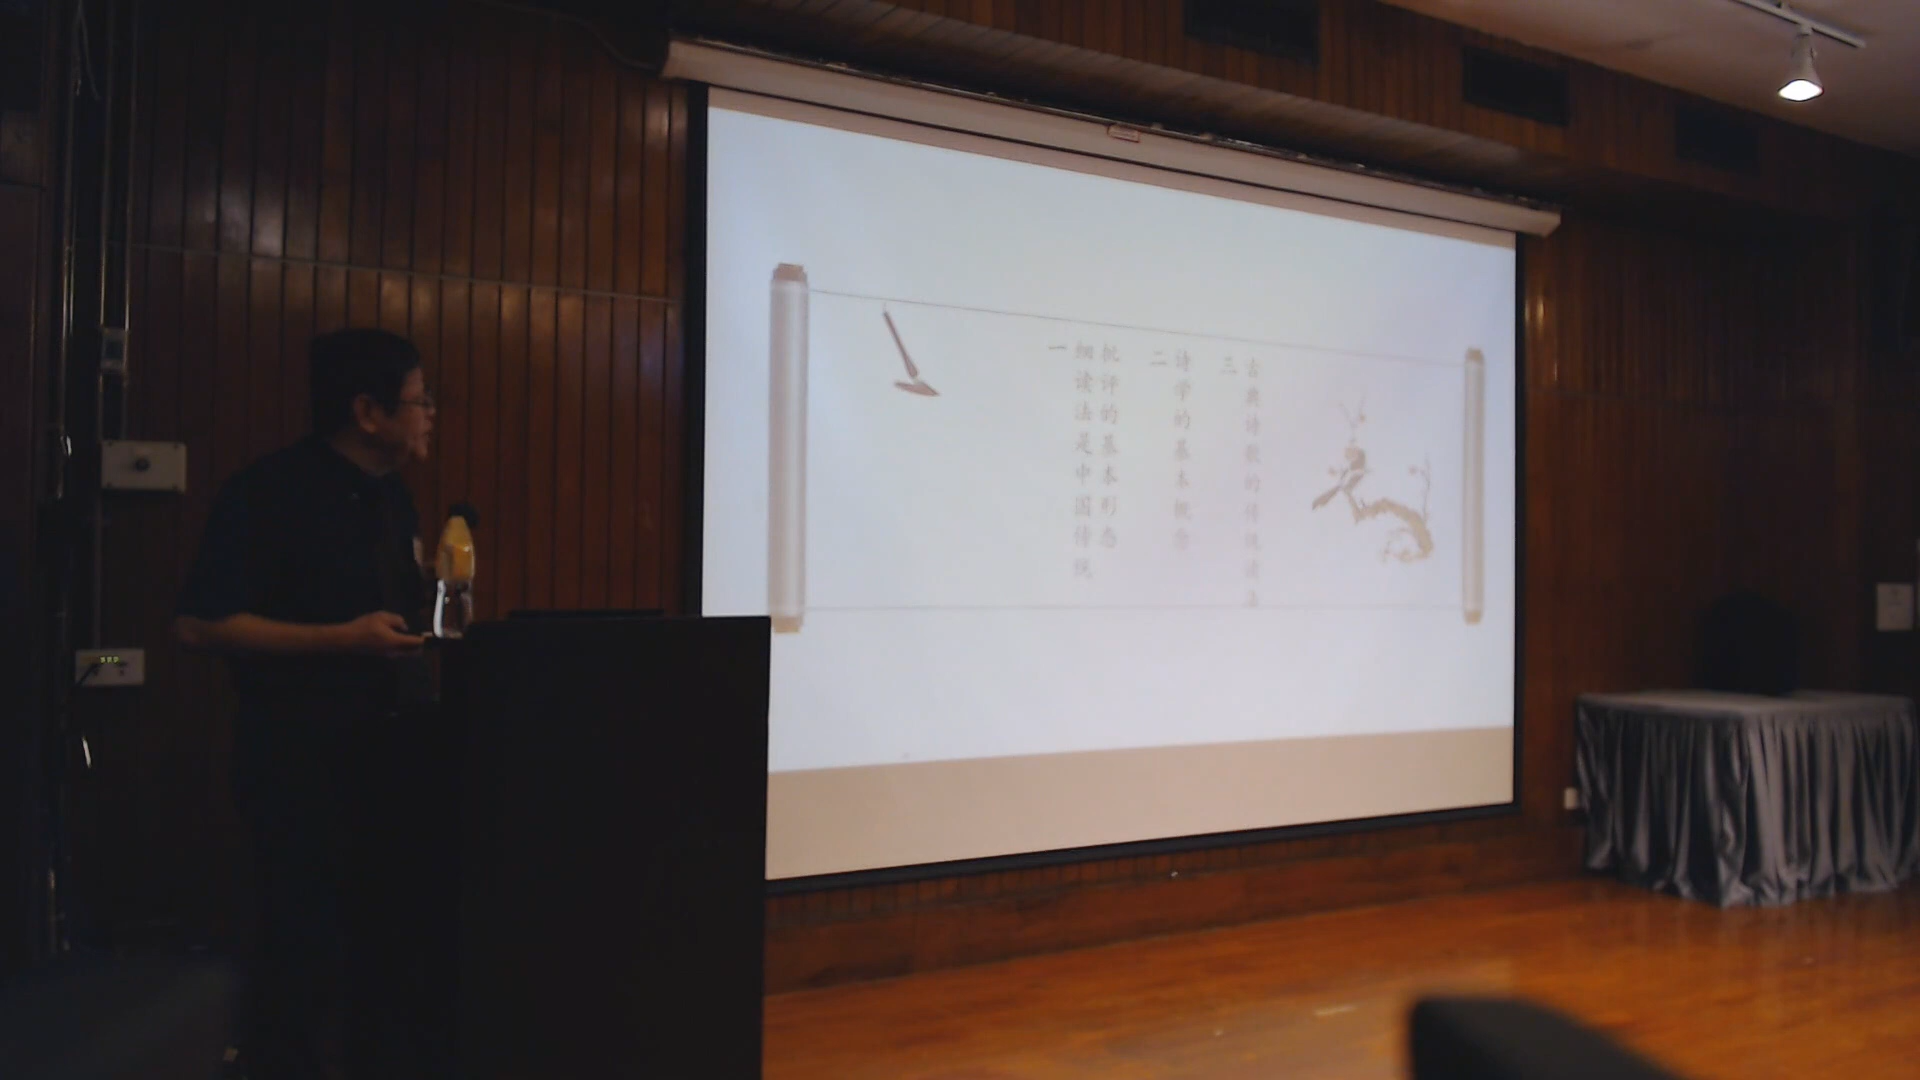 一
细读法是中国传统
批评的基本形态
二
诗学的基本概念
三
古典诗歌的传统读法